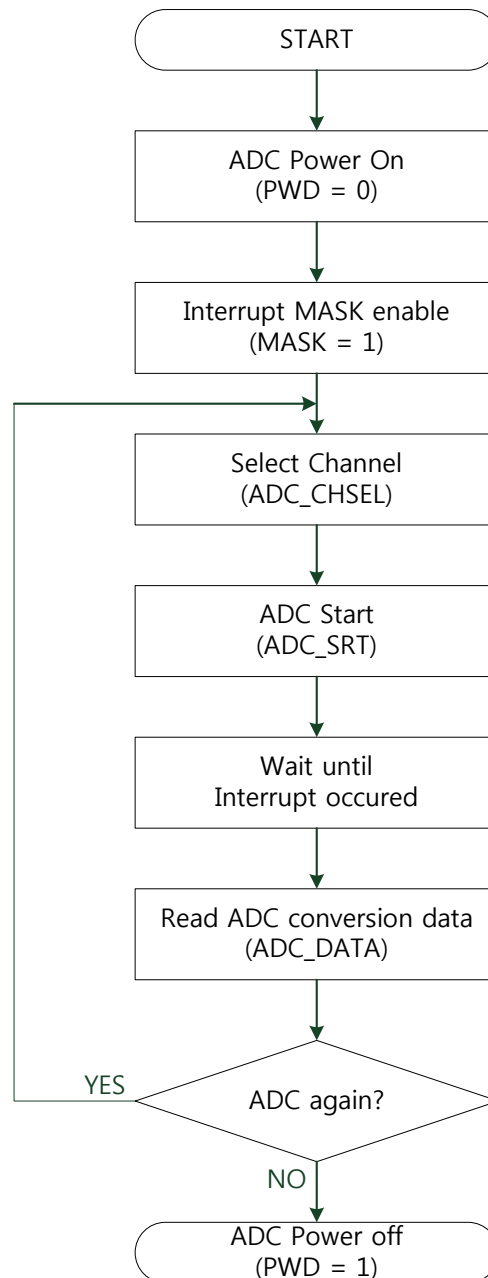 START
ADC Power On
(PWD = 0)
Interrupt MASK enable
(MASK = 1)
Select Channel
(ADC_CHSEL)
ADC Start
(ADC_SRT)
Wait until
Interrupt occured
Read ADC conversion data
(ADC_DATA)
YES
ADC again?
NO
ADC Power off
(PWD = 1)